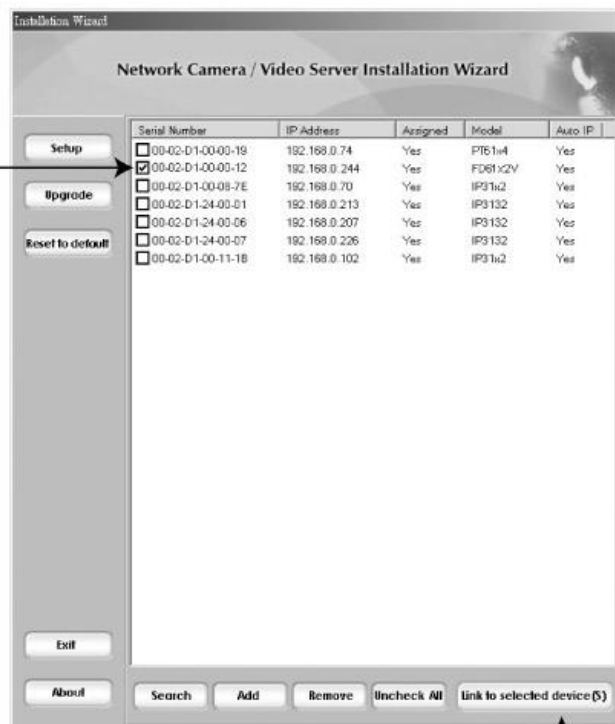 Installation Wizard
Network Camera / Video Server Installation Wizard
Setup
Upgrade
Reset to default
Serial Number IP Address Assigned Model Auto IP
00-02-D1-00-00-19 192.168.0.74 Yes PT61x4 Yes
00-02-D1-00-00-12 192.168.0.244 Yes FD61x2V Yes
00-02-D1-00-08-7E 192.168.0.70 Yes IP31x2 Yes
00-02-D1-24-00-01 192.168.0.213 Yes IP3132 Yes
00-02-D1-24-00-06 192.168.0.207 Yes IP3132 Yes
00-02-D1-24-00-07 192.168.0.226 Yes IP3132 Yes
00-02-D1-00-11-18 192.168.0.102 Yes IP31x2 Yes
Exit
About
Search Add Remove Uncheck All Link to selected device(S)